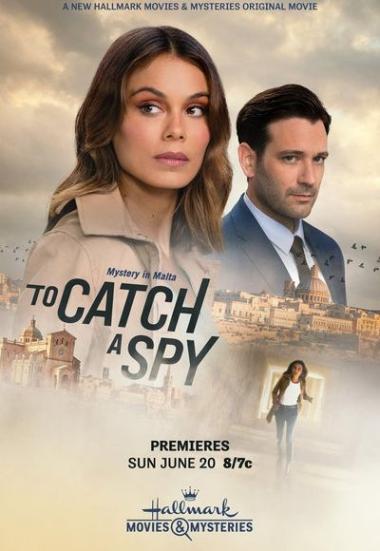 A NEW HALLMARK MOVIES & MYSTERIES ORIGINAL MOVIE
Mystery in Malta
TO CATCH
A SPY
PREMIERES
SUN JUNE 20 8/7c
Hallmark
MOVIES & MYSTERIES